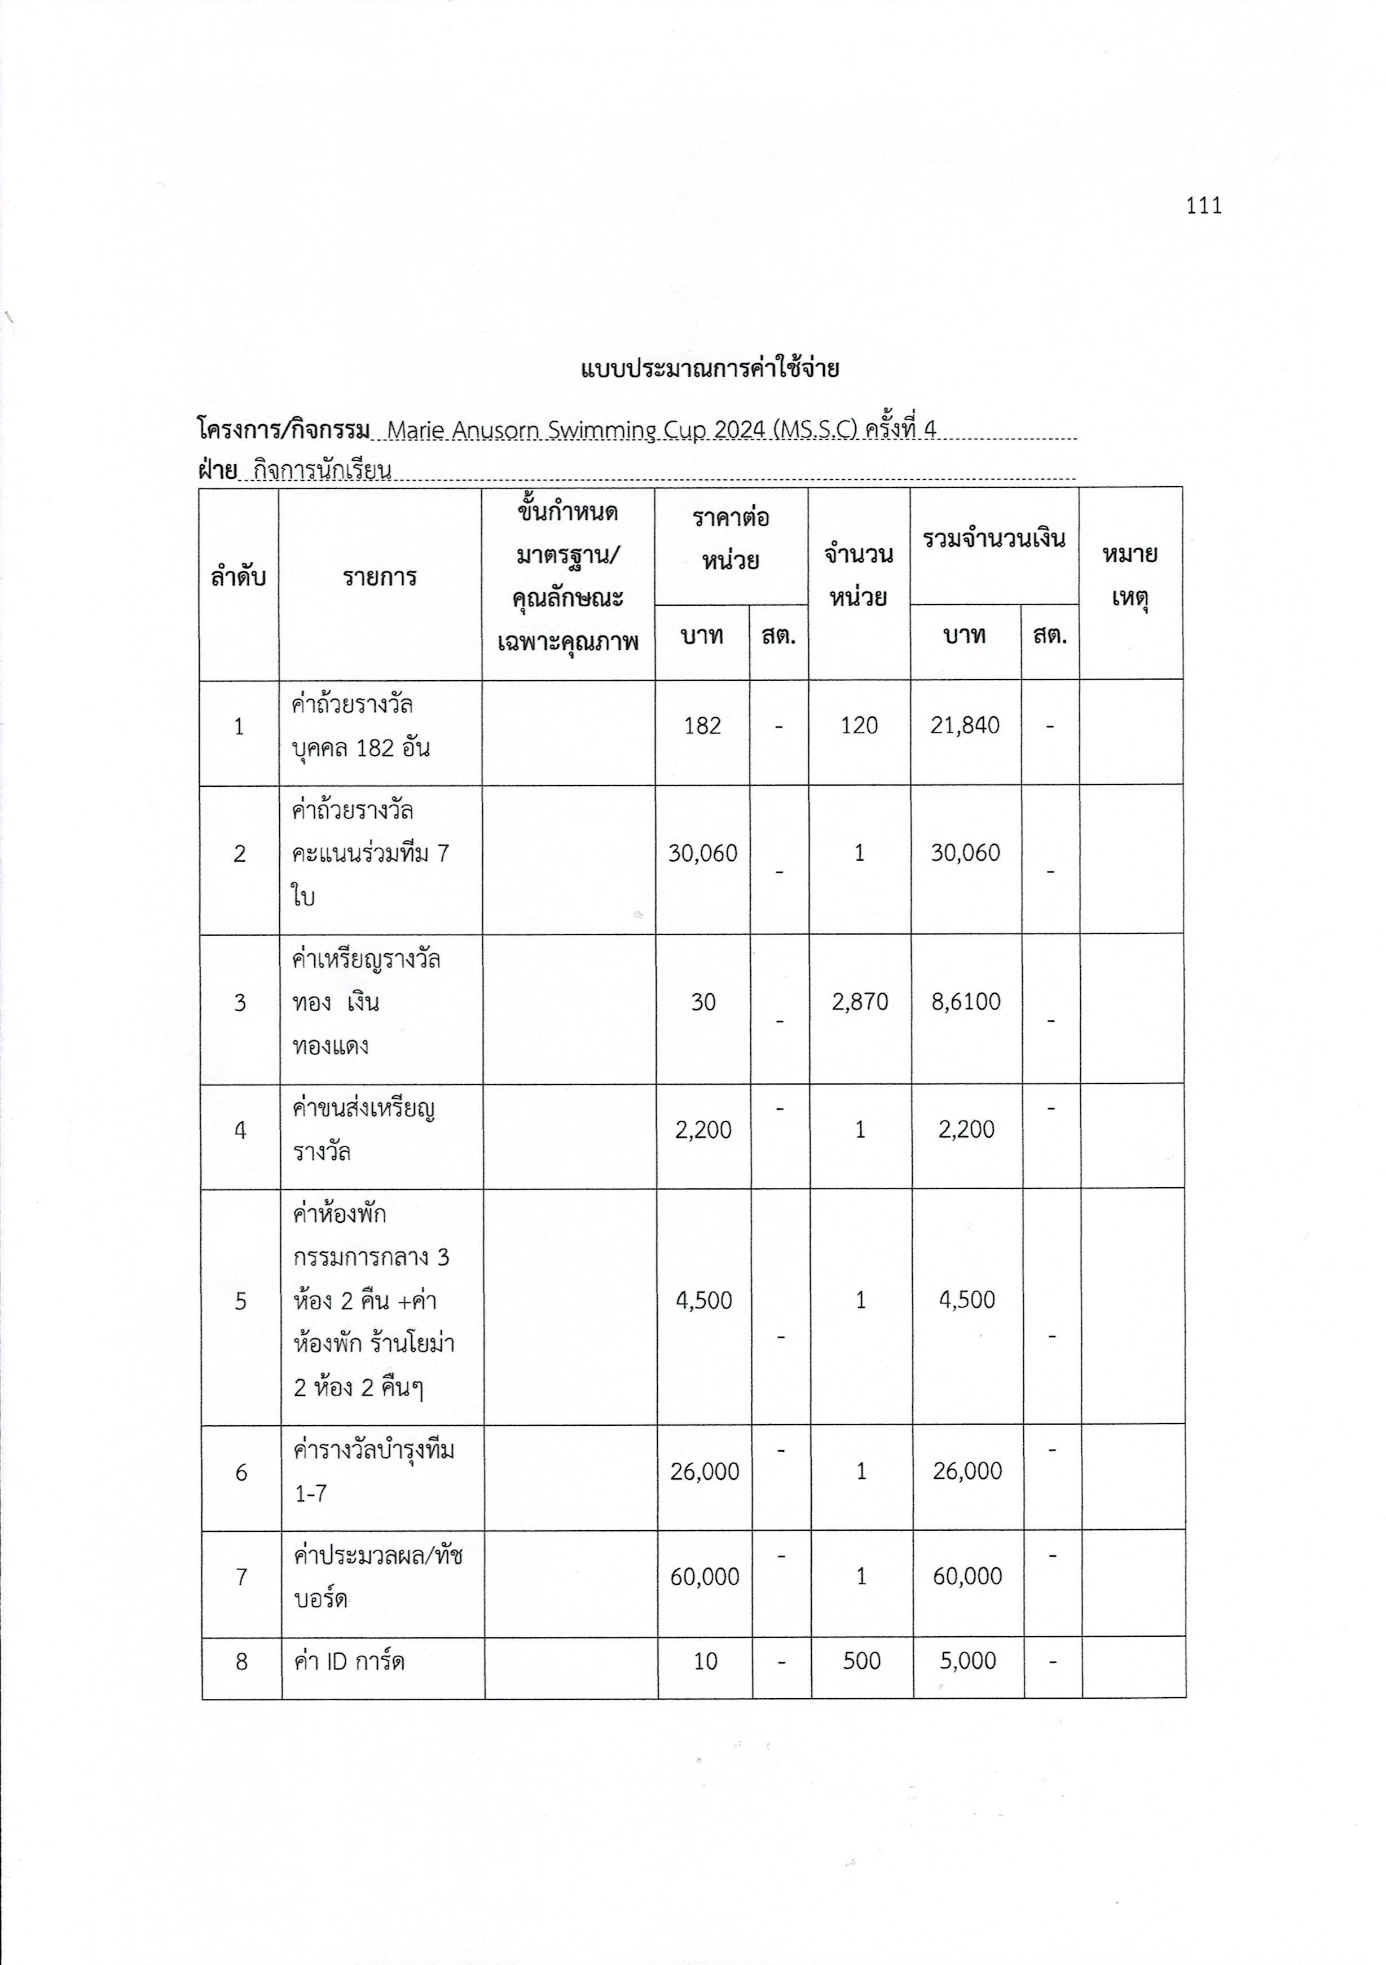 111
แบบประมาณการค่าใช้จ่าย
โครงการ/กิจกรรม Marie Anusorn Swimming Cup 2024 (MS.S.C) ครั้งที่ 4
ฝ่าย กิจการนักเรียน
ลำดับ รายการ ขั้นกำหนด มาตรฐาน/ คุณลักษณะ เฉพาะคุณภาพ ราคาต่อ หน่วย จำนวน หน่วย รวมจำนวนเงิน หมาย เหตุ
บาท สต. บาท สต.
1 ค่าถ้วยรางวัล 182 - 120 21,840 -
บุคคล 182 อัน
2 ค่าถ้วยรางวัล 30,060 - 1 30,060 -
คะแนนร่วมทีม 7
ใบ
3 ค่าเหรียญรางวัล 30 - 2,870 8,6100 -
ทอง เงิน
ทองแดง
4 ค่าขนส่งเหรียญ 2,200 - 1 2,200 -
รางวัล
5 ค่าห้องพัก 4,500 - 1 4,500 -
กรรมการกลาง 3
ห้อง 2 คืน +ค่า
ห้องพัก ร้านโยม่า
2 ห้อง 2 คืนๆ
6 ค่ารางวัลบำรุงทีม 26,000 - 1 26,000 -
1-7
7 ค่าประมวลผล/ทัช 60,000 - 1 60,000 -
บอร์ด
8 ค่า ID การ์ด 10 - 500 5,000 -